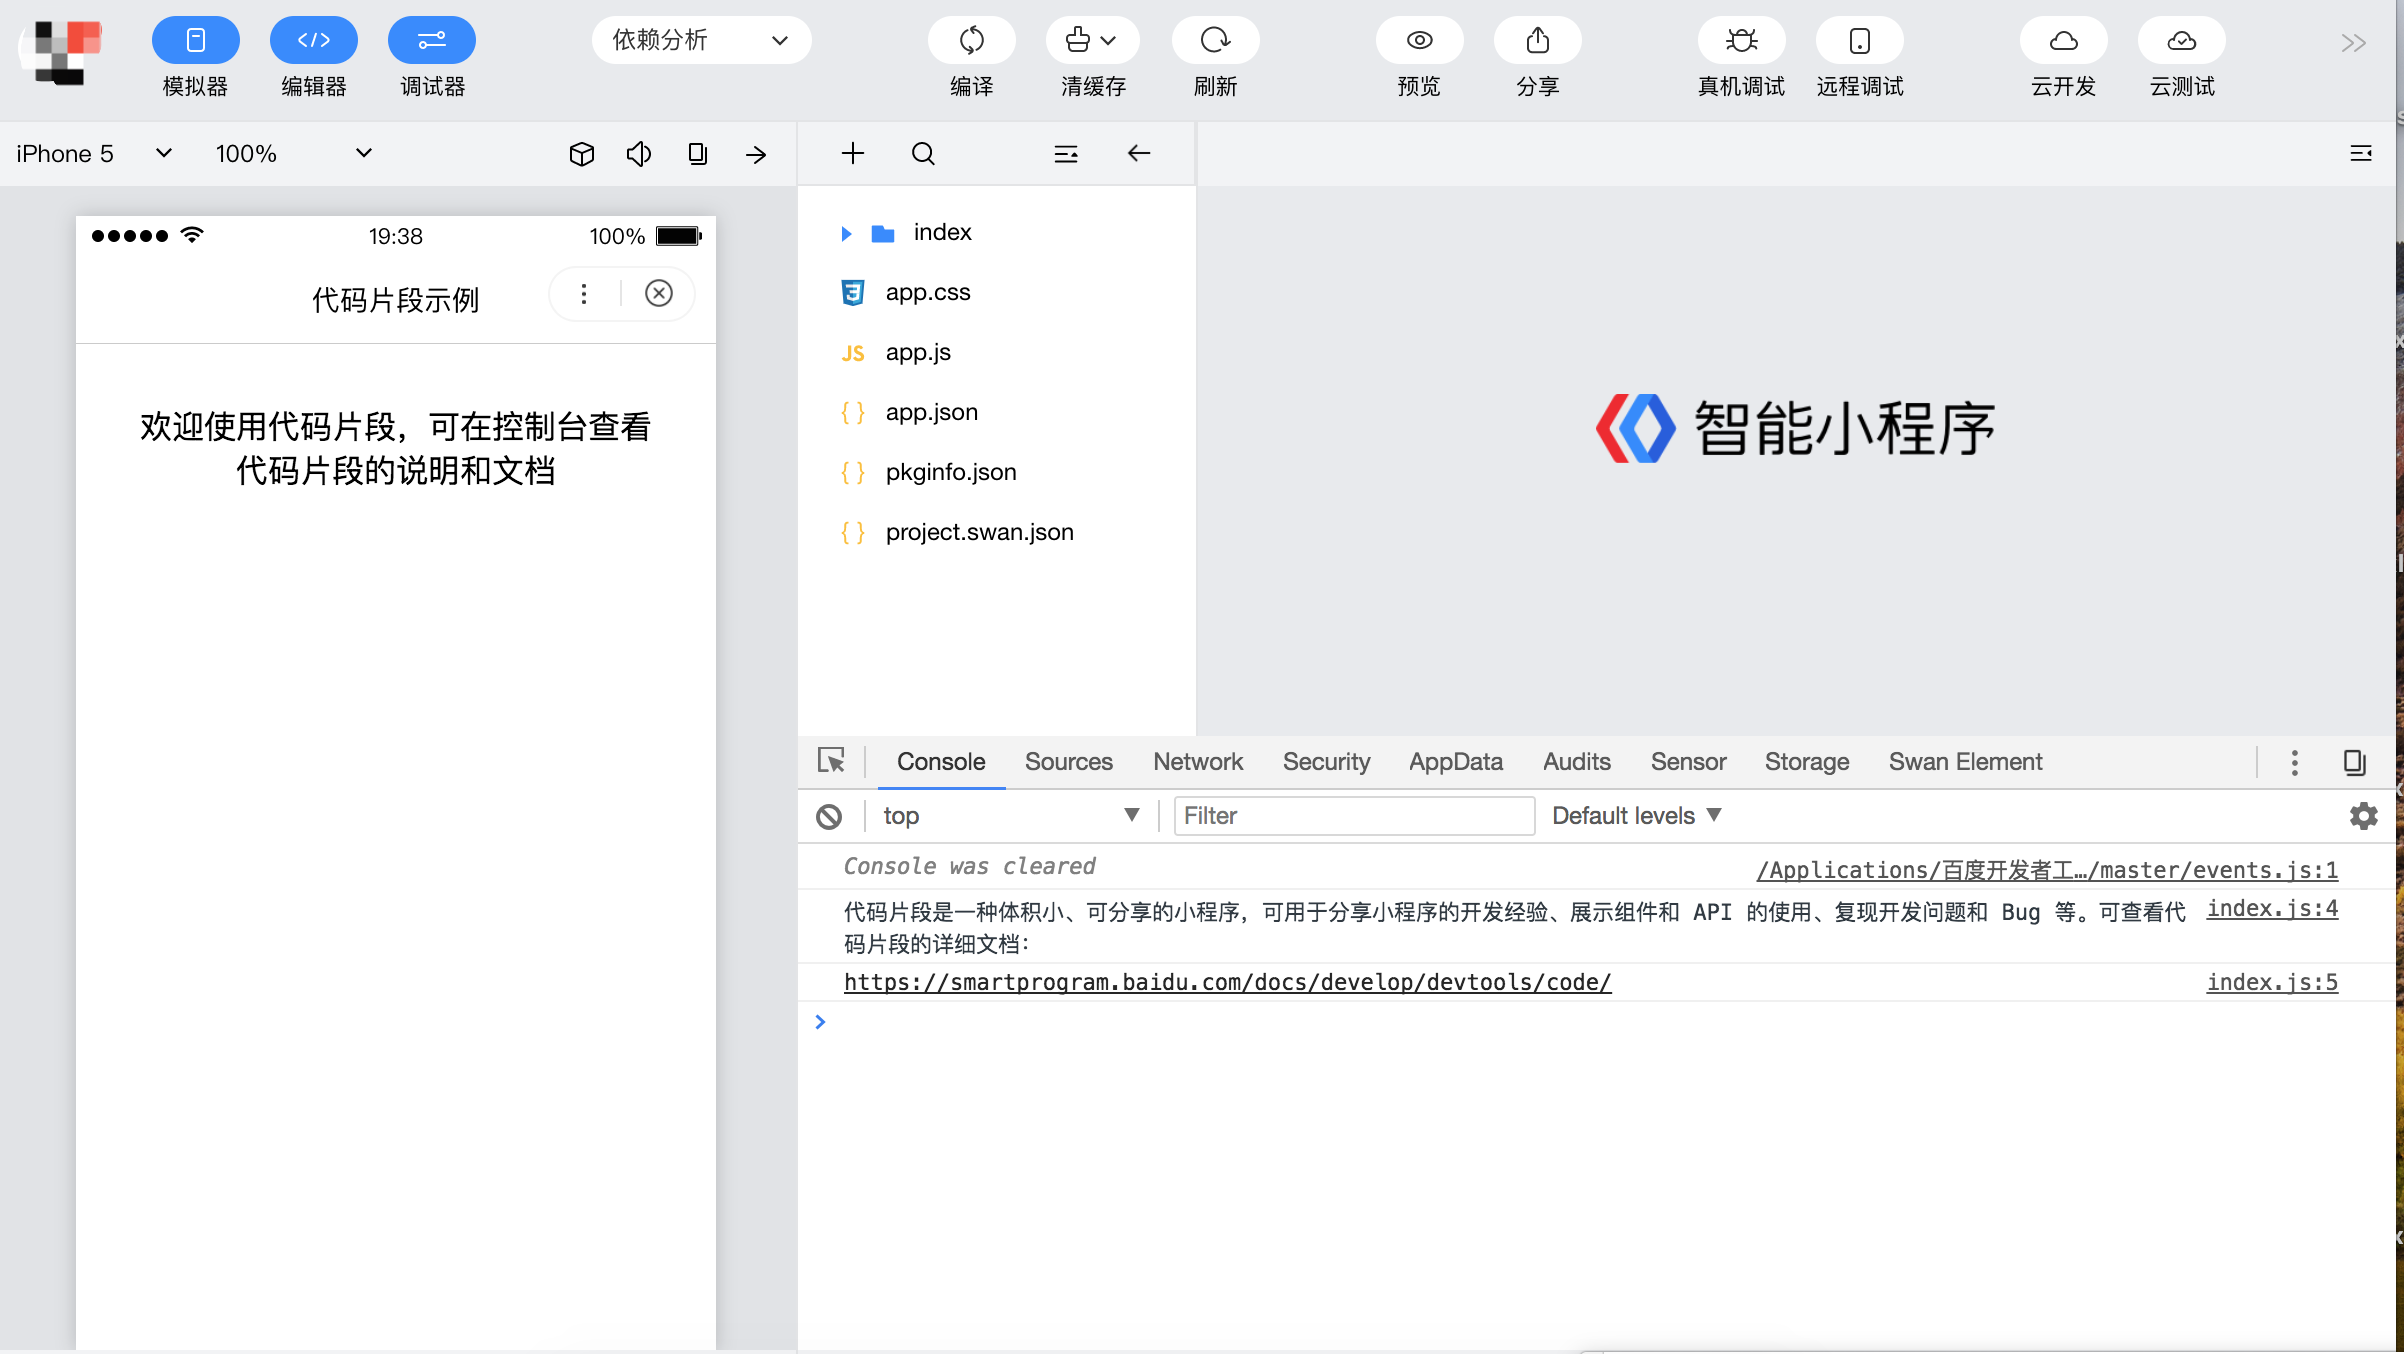 模拟器
编辑器
调试器
依赖分析
编译
清缓存
刷新
预览
分享
真机调试
远程调试
云开发
云测试
iPhone 5
100%
19:38
100%
代码片段示例
欢迎使用代码片段，可在控制台查看
代码片段的说明和文档
index
app.css
JS app.js
{ } app.json
{ } pkginfo.json
{ } project.swan.json
智能小程序
Console Sources Network Security AppData Audits Sensor Storage Swan Element
top
Filter
Default levels
Console was cleared
/Applications/百度开发者工…/master/events.js:1
代码片段是一种体积小、可分享的小程序，可用于分享小程序的开发经验、展示组件和 API 的使用、复现开发问题和 Bug 等。可查看代
index.js:4
码片段的详细文档：
https://smartprogram.baidu.com/docs/develop/devtools/code/
index.js:5